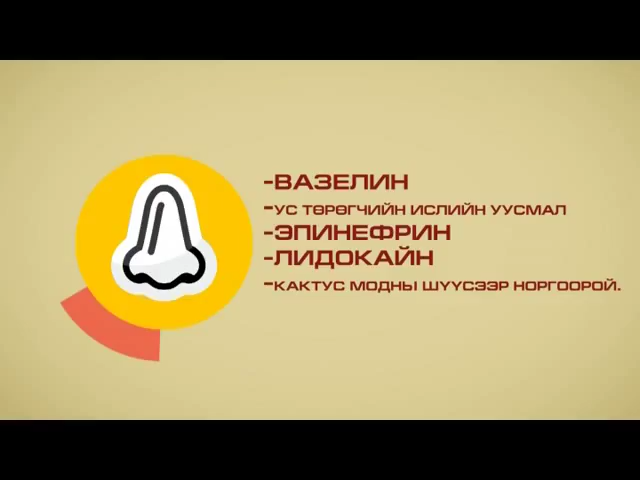 -ВАЗЕЛИН
-УС ТӨРӨГЧИЙН ИСЛИЙН УУСМАЛ
-ЭПИНЕФРИН
-ЛИДОКАЙН
-КАКТУС МОДНЫ ШҮҮСЭЭР НОРГООРОЙ.